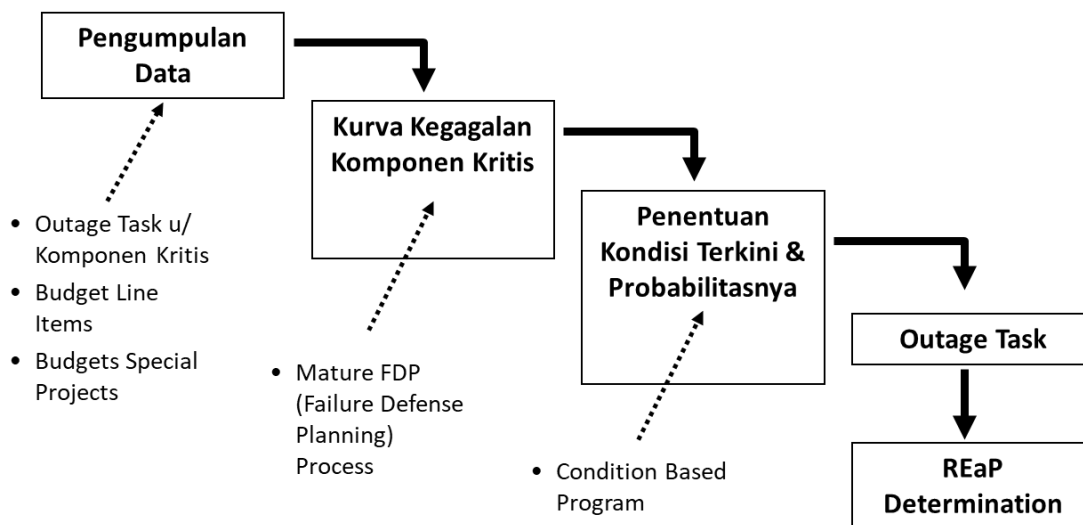 Pengumpulan
Data
Kurva Kegagalan
Komponen Kritis
Penentuan
Kondisi Terkini &
Probabilitasnya
Outage Task
REaP
Determination
• Outage Task u/
Komponen Kritis
• Budget Line
Items
• Budgets Special
Projects
• Mature FDP
(Failure Defense
Planning)
Process
• Condition Based
Program